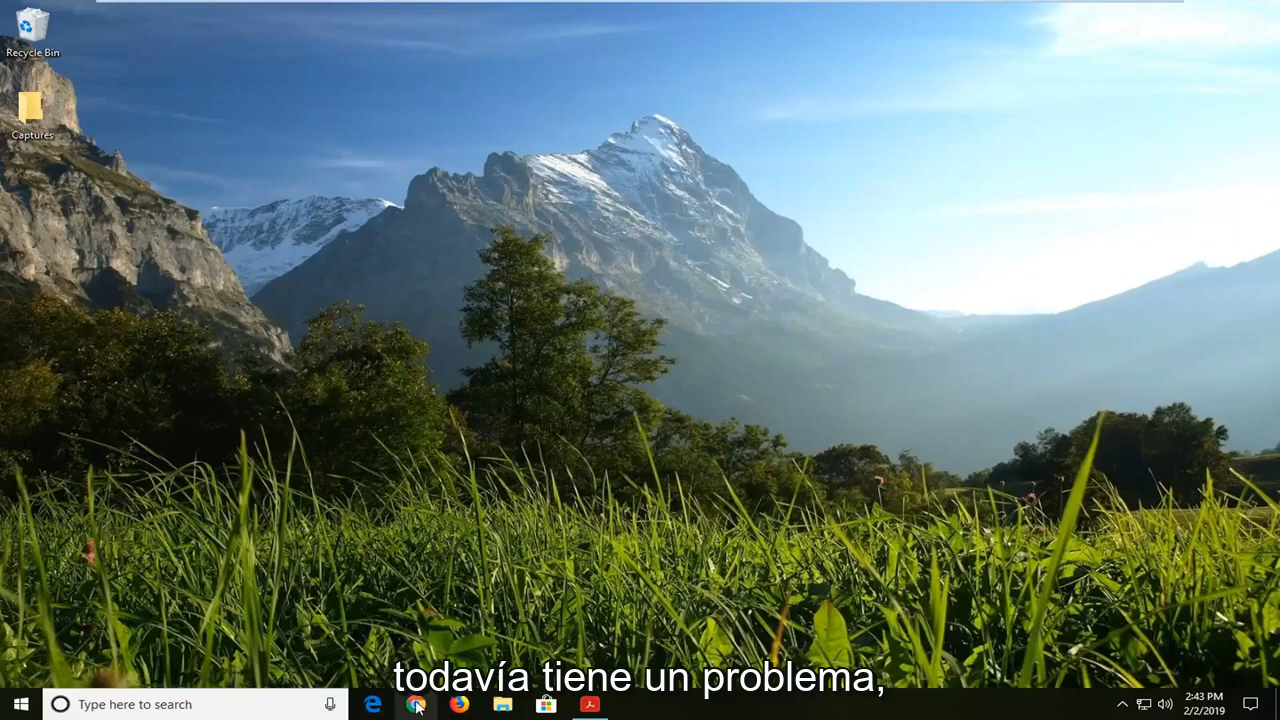 Recycle Bin
Captures
todavía tiene un problema,
Type here to search
2:43 PM
2/2/2019